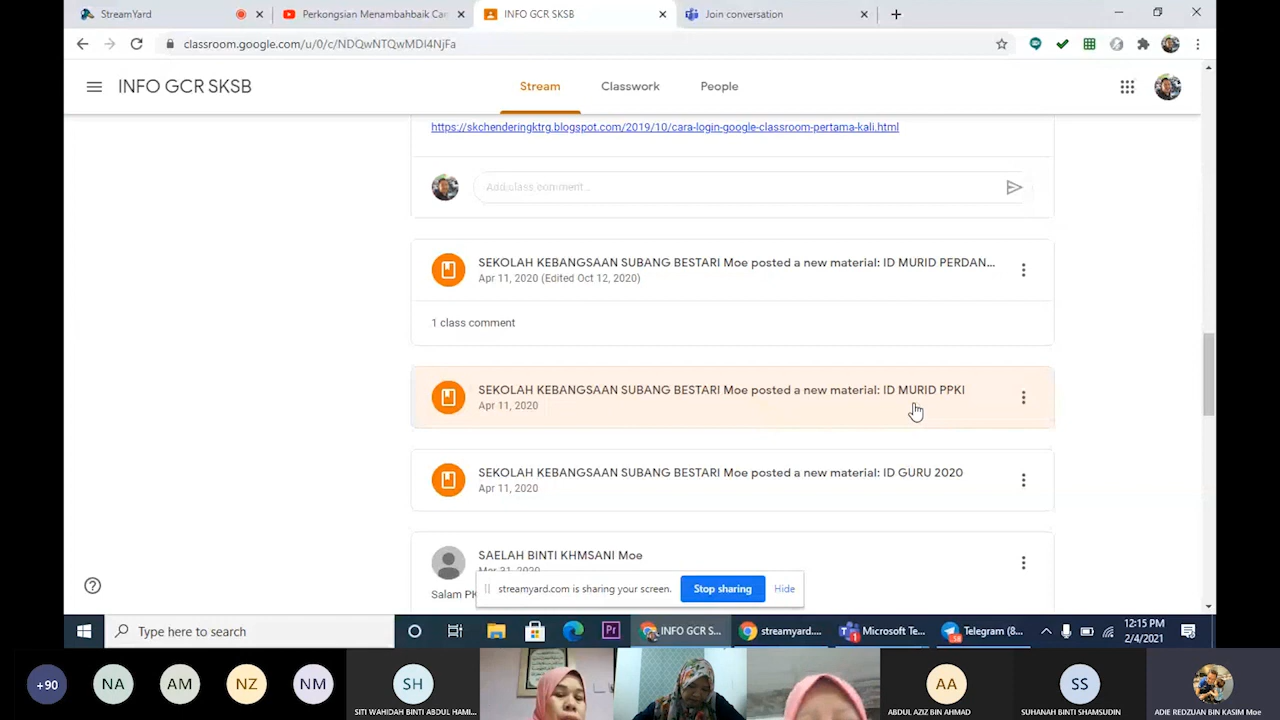 StreamYard
Perkongsian Menambahbaik Car
INFO GCR SKSB
Join conversation
classroom.google.com/u/0/c/NDQwNTQwMDI4NjFa
INFO GCR SKSB
Stream
Classwork
People
https://skchenderingktrg.blogspot.com/2019/10/cara-login-google-classroom-pertama-kali.html
Add class comment...
SEKOLAH KEBANGSAAN SUBANG BESTARI Moe posted a new material: ID MURID PERDAN...
Apr 11, 2020 (Edited Oct 12, 2020)
1 class comment
SEKOLAH KEBANGSAAN SUBANG BESTARI Moe posted a new material: ID MURID PPKI
Apr 11, 2020
SEKOLAH KEBANGSAAN SUBANG BESTARI Moe posted a new material: ID GURU 2020
Apr 11, 2020
SAELAH BINTI KHMSANI Moe
Mar 31, 2020
Salam PK
streamyard.com is sharing your screen.
Stop sharing
Hide
Type here to search
INFO GCR S...
streamyard....
Microsoft Te...
Telegram (8...
12:15 PM
2/4/2021
+90
NA
AM
NZ
NM
SH
SITI WAHIDAH BINTI ABDUL HAMI...
AA
ABDUL AZIZ BIN AHMAD
SS
SUHANAH BINTI SHAMSUDIN
ADIE REDZUAN BIN KASIM Moe